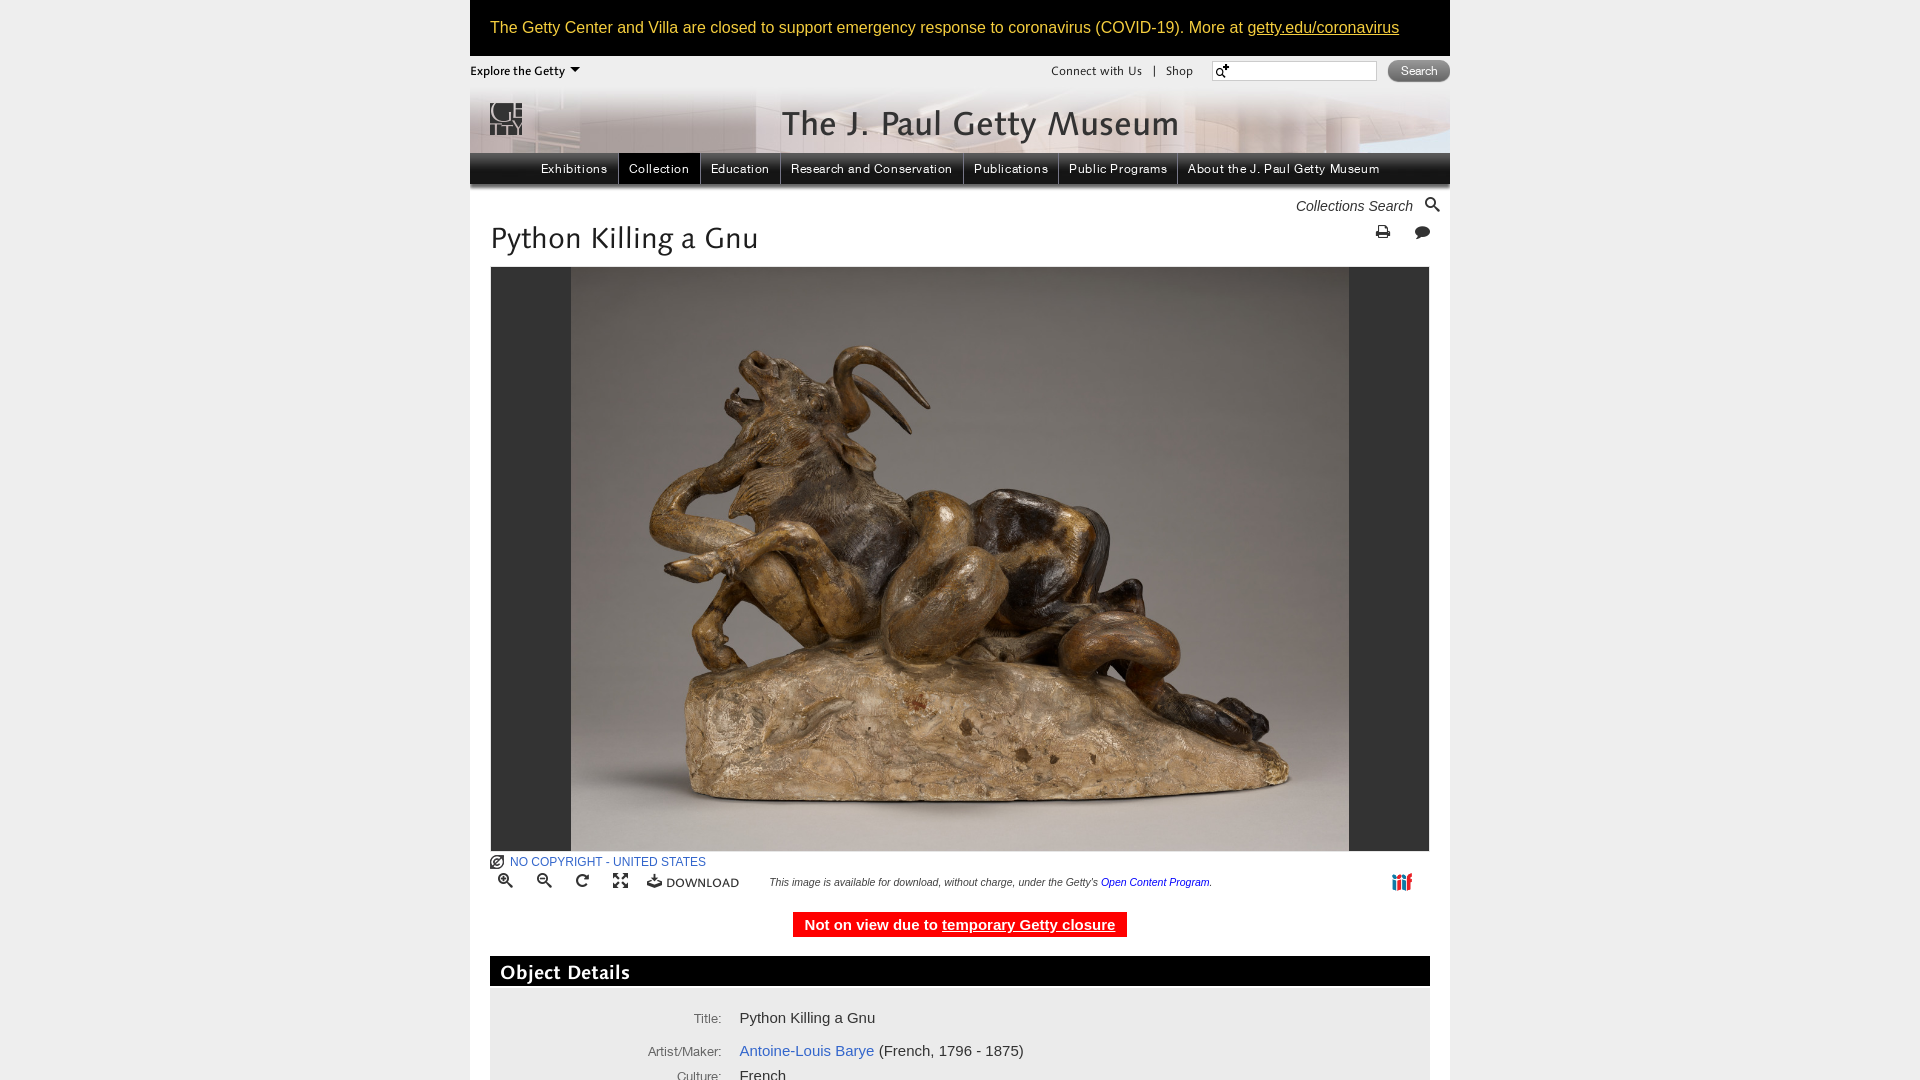 The Getty Center and Villa are closed to support emergency response to coronavirus (COVID-19). More at getty.edu/coronavirus
Explore the Getty
Connect with Us | Shop
Search
GETTY
The J. Paul Getty Museum
Exhibitions
Collection
Education
Research and Conservation
Publications
Public Programs
About the J. Paul Getty Museum
Collections Search
Python Killing a Gnu
NO COPYRIGHT - UNITED STATES
DOWNLOAD
This image is available for download, without charge, under the Getty's Open Content Program.
iiif
Not on view due to temporary Getty closure
Object Details
Title: Python Killing a Gnu
Artist/Maker: Antoine-Louis Barye (French, 1796 - 1875)
Culture: French